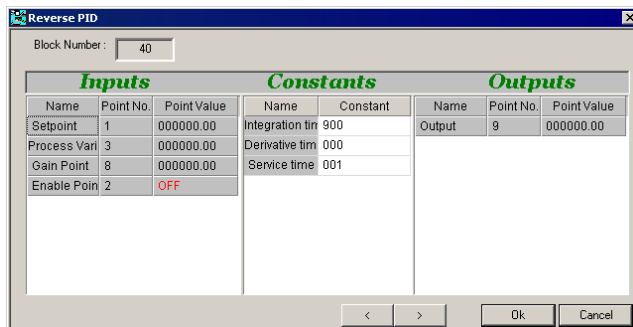 Reverse PID
Block Number : 40
Inputs Constants Outputs
Name Point No. Point Value Name Constant Name Point No. Point Value
Setpoint 1 000000.00 Integration tim 900 Output 9 000000.00
Process Vari 3 000000.00 Derivative tim 000
Gain Point 8 000000.00 Service time 001
Enable Poin 2 OFF
< > Ok Cancel